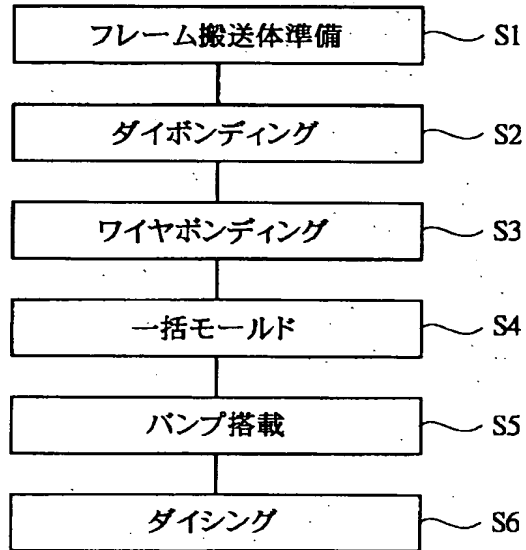 フレーム搬送体準備 S1
ダイボンディング S2
ワイヤボンディング S3
一括モールド S4
バンプ搭載 S5
ダイシング S6